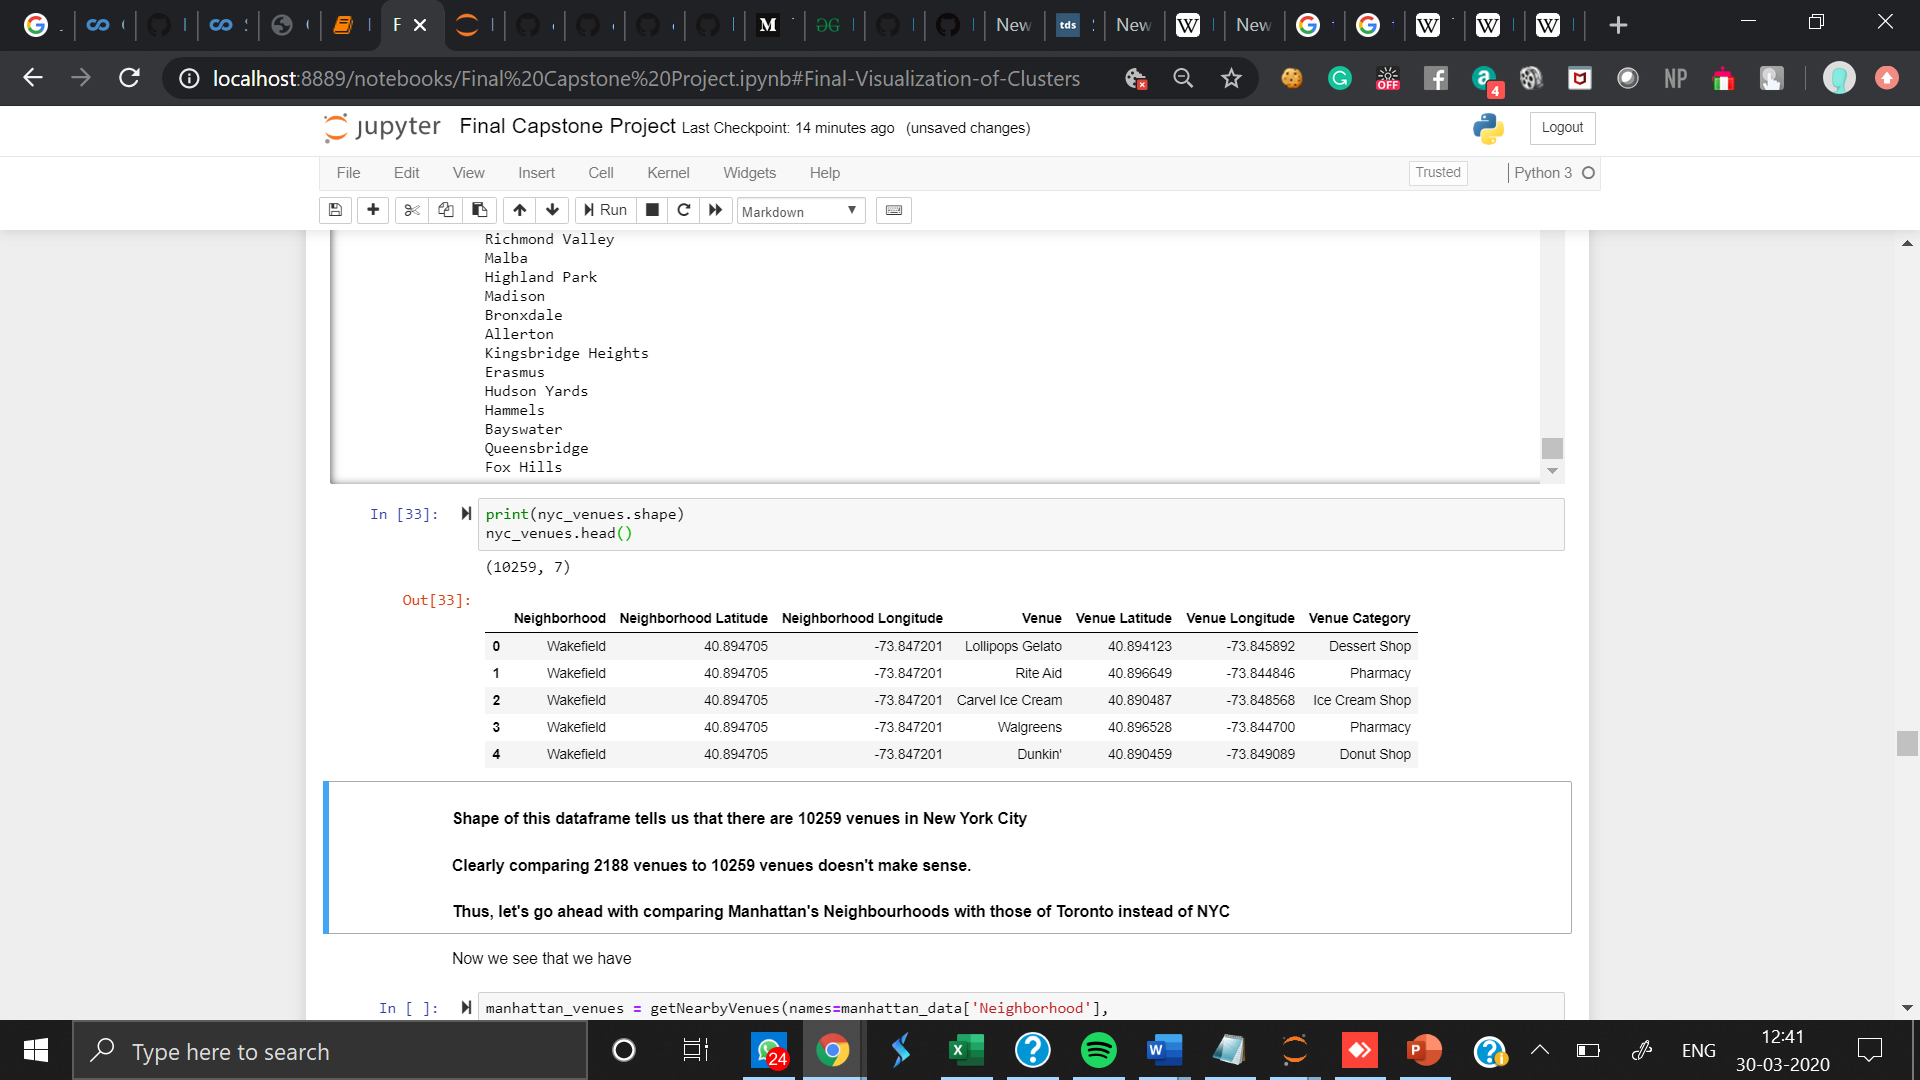 New
M
tds
New
W
New
W
W
W
localhost:8889/notebooks/Final%20Capstone%20Project.ipynb#Final-Visualization-of-Clusters
OFF
4
NP
jupyter Final Capstone Project Last Checkpoint: 14 minutes ago (unsaved changes)
Logout
File Edit View Insert Cell Kernel Widgets Help
Trusted
Python 3
Run
Markdown
Richmond Valley
Malba
Highland Park
Madison
Bronxdale
Allerton
Kingsbridge Heights
Erasmus
Hudson Yards
Hammels
Bayswater
Queensbridge
Fox Hills
In [33]: print(nyc_venues.shape)
nyc_venues.head()
(10259, 7)
Out[33]:
Neighborhood Neighborhood Latitude Neighborhood Longitude Venue Venue Latitude Venue Longitude Venue Category
0 Wakefield 40.894705 -73.847201 Lollipops Gelato 40.894123 -73.845892 Dessert Shop
1 Wakefield 40.894705 -73.847201 Rite Aid 40.896649 -73.844846 Pharmacy
2 Wakefield 40.894705 -73.847201 Carvel Ice Cream 40.890487 -73.848568 Ice Cream Shop
3 Wakefield 40.894705 -73.847201 Walgreens 40.896528 -73.844700 Pharmacy
4 Wakefield 40.894705 -73.847201 Dunkin' 40.890459 -73.849089 Donut Shop
Shape of this dataframe tells us that there are 10259 venues in New York City
Clearly comparing 2188 venues to 10259 venues doesn't make sense.
Thus, let's go ahead with comparing Manhattan's Neighbourhoods with those of Toronto instead of NYC
Now we see that we have
In [ ]: manhattan_venues = getNearbyVenues(names=manhattan_data['Neighborhood'],
Type here to search
24
ENG
12:41
30-03-2020